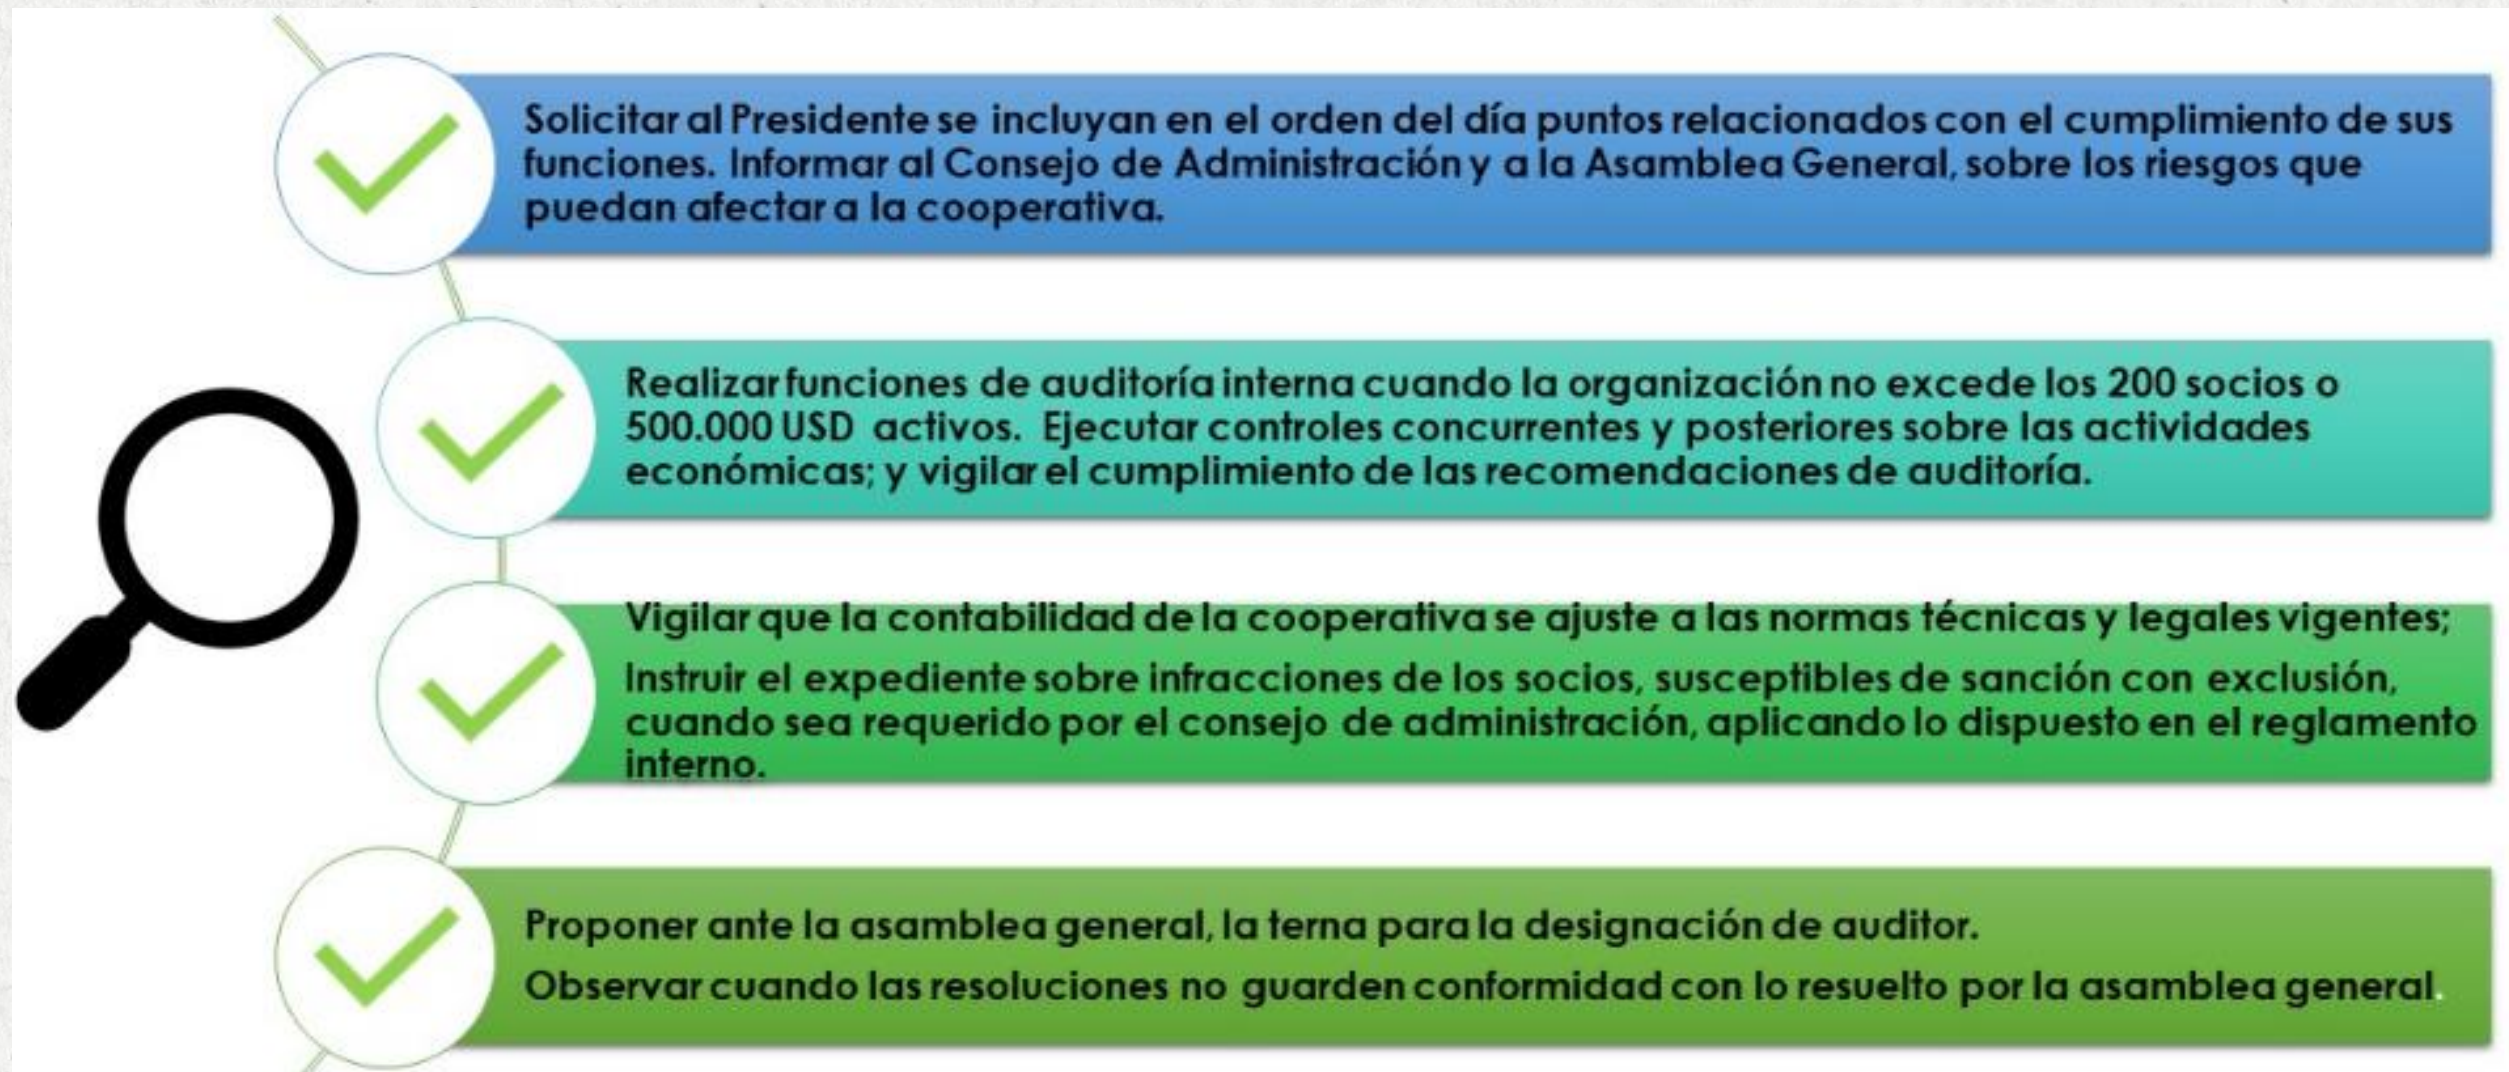 Solicitar al Presidente se incluyan en el orden del día puntos relacionados con el cumplimiento de sus
funciones. Informar al Consejo de Administración y a la Asamblea General, sobre los riesgos que
puedan afectar a la cooperativa.
Realizar funciones de auditoría interna cuando la organización no excede los 200 socios o
500.000 USD activos. Ejecutar controles concurrentes y posteriores sobre las actividades
económicas; y vigilar el cumplimiento de las recomendaciones de auditoría.
Vigilar que la contabilidad de la cooperativa se ajuste a las normas técnicas y legales vigentes;
Instruir el expediente sobre infracciones de los socios, susceptibles de sanción con exclusión,
cuando sea requerido por el consejo de administración, aplicando lo dispuesto en el reglamento
interno.
Proponer ante la asamblea general, la terna para la designación de auditor.
Observar cuando las resoluciones no guarden conformidad con lo resuelto por la asamblea general.